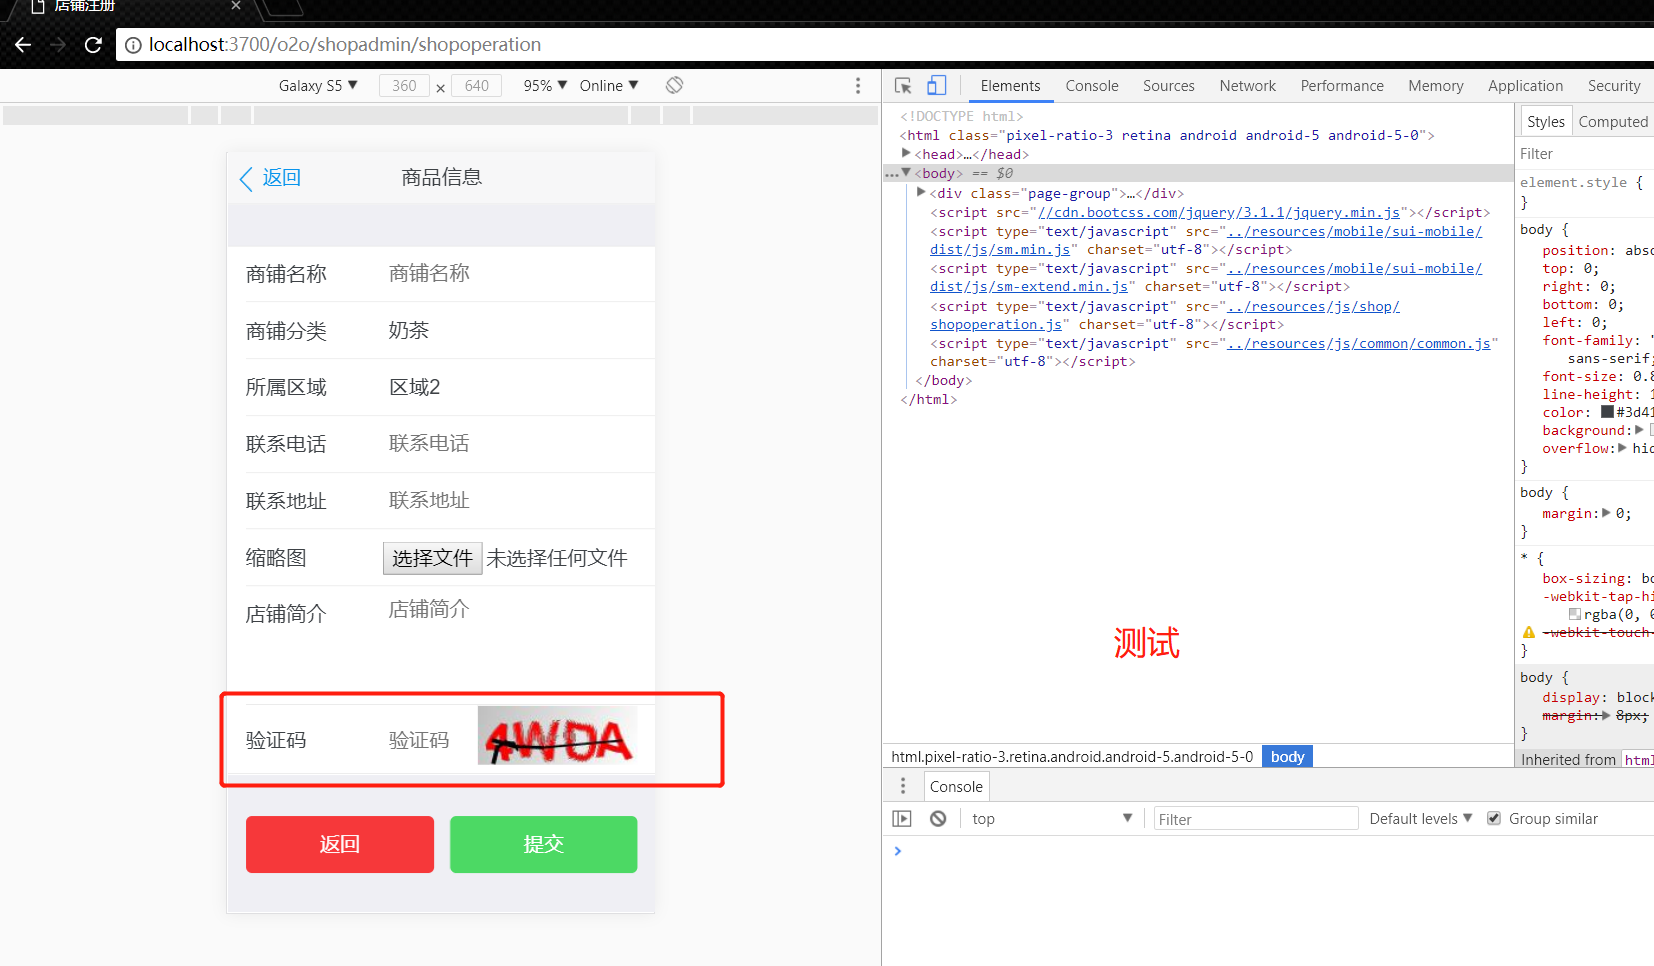 店铺注册
localhost:3700/o2o/shopadmin/shopoperation
Galaxy S5 ▼ 360 × 640 95% ▼ Online ▼
Elements Console Sources Network Performance Memory Application Security
返回 商品信息
商铺名称 商铺名称
商铺分类 奶茶
所属区域 区域2
联系电话 联系电话
联系地址 联系地址
缩略图 选择文件 未选择任何文件
店铺简介 店铺简介
验证码 验证码 4WOA
返回 提交
<!DOCTYPE html>
<html class="pixel-ratio-3 retina android android-5 android-5-0">
▶<head>…</head>
…▼<body> == $0
▶<div class="page-group">…</div>
<script src="//cdn.bootcss.com/jquery/3.1.1/jquery.min.js"></script>
<script type="text/javascript" src="../resources/mobile/sui-mobile/
dist/js/sm.min.js" charset="utf-8"></script>
<script type="text/javascript" src="../resources/mobile/sui-mobile/
dist/js/sm-extend.min.js" charset="utf-8"></script>
<script type="text/javascript" src="../resources/js/shop/
shopoperation.js" charset="utf-8"></script>
<script type="text/javascript" src="../resources/js/common/common.js"
charset="utf-8"></script>
</body>
</html>
测试
html.pixel-ratio-3.retina.android.android-5.android-5-0 body
Styles Computed
Filter
element.style {
}
body {
position: abso
top: 0;
right: 0;
bottom: 0;
left: 0;
font-family: "
sans-serif;
font-size: 0.8
line-height: 1
color: #3d41
background:▶
overflow:▶ hid
}
body {
margin:▶ 0;
}
* {
box-sizing: bo
-webkit-tap-hi
rgba(0, 0
-webkit-touch-
}
body {
display: block
margin:▶ 8px;
}
Inherited from html
Console
top ▼ Filter Default levels ▼ Group similar